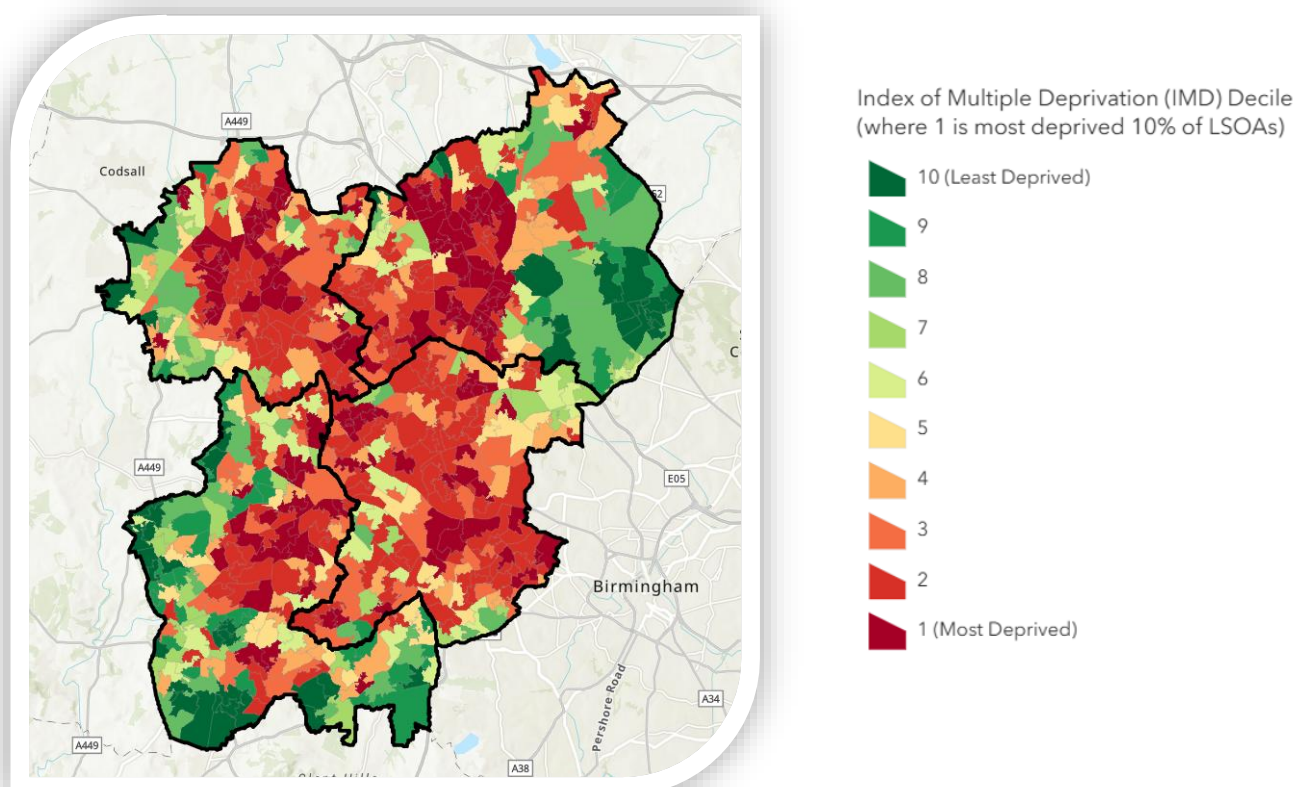 A449
Codsall
A449
E05
Birmingham
Pershore Road
A34
A449
A38
Index of Multiple Deprivation (IMD) Decile
(where 1 is most deprived 10% of LSOAs)
10 (Least Deprived)
9
8
7
6
5
4
3
2
1 (Most Deprived)